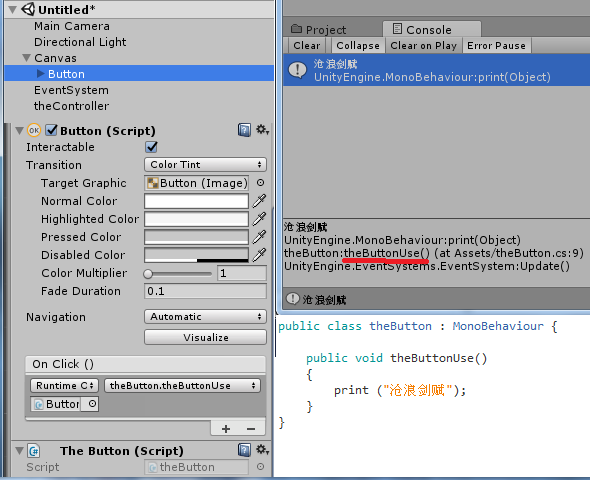 Untitled*
Main Camera
Directional Light
Canvas
Button
EventSystem
theController
OK
Button (Script)
Interactable
Transition
Color Tint
Target Graphic
Button (Image)
Normal Color
Highlighted Color
Pressed Color
Disabled Color
Color Multiplier
1
Fade Duration
0.1
Navigation
Automatic
Visualize
On Click ()
Runtime C
theButton.theButtonUse
Button
+ −
C#
The Button (Script)
Script
theButton
Project
Console
Clear Collapse Clear on Play Error Pause
沧浪剑赋
UnityEngine.MonoBehaviour:print(Object)
沧浪剑赋
UnityEngine.MonoBehaviour:print(Object)
theButton:theButtonUse() (at Assets/theButton.cs:9)
UnityEngine.EventSystems.EventSystem:Update()
沧浪剑赋
public class theButton : MonoBehaviour {
public void theButtonUse()
{
print ("沧浪剑赋");
}
}